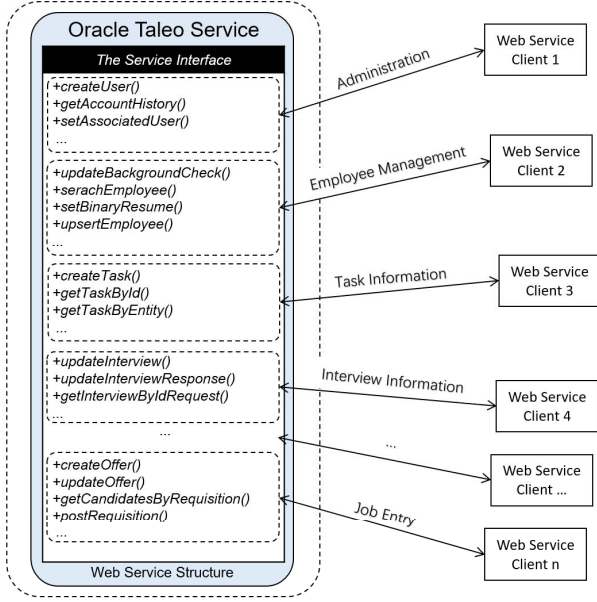 Oracle Taleo Service
The Service Interface
+createUser()
+getAccountHistory()
+setAssociatedUser()
...
+updateBackgroundCheck()
+serachEmployee()
+setBinaryResume()
+upsertEmployee()
...
+createTask()
+getTaskById()
+getTaskByEntity()
...
+updateInterview()
+updateInterviewResponse()
+getInterviewByIdRequest()
...
...
+createOffer()
+updateOffer()
+getCandidatesByRequisition()
+postRequisition()
...
Web Service Structure
Administration
Employee Management
Task Information
Interview Information
...
Job Entry
Web Service
Client 1
Web Service
Client 2
Web Service
Client 3
Web Service
Client 4
Web Service
Client ...
Web Service
Client n